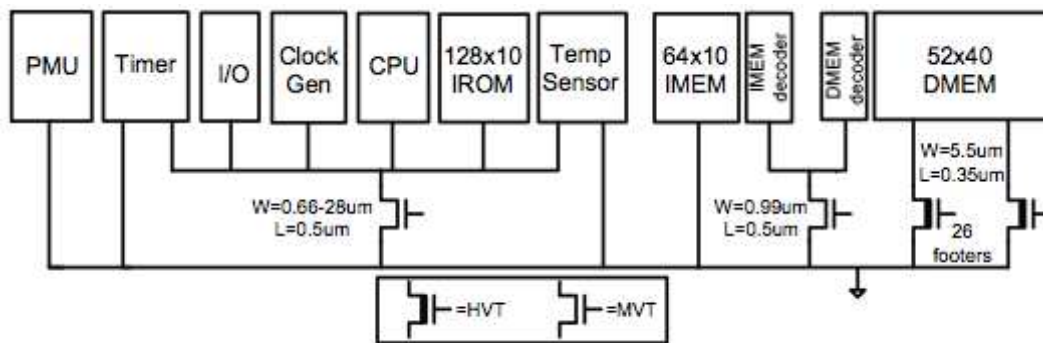 PMU
Timer
I/O
Clock
Gen
CPU
128x10
IROM
Temp
Sensor
64x10
IMEM
IMEM
decoder
DMEM
decoder
52x40
DMEM
W=0.66-28um
L=0.5um
W=0.99um
L=0.5um
W=5.5um
L=0.35um
26
footers
=HVT
=MVT